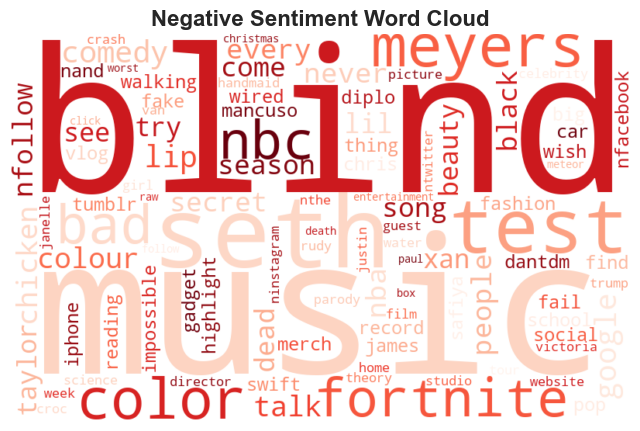 Negative Sentiment Word Cloud
crash
christmas
comedy
every
never
meyers
nand
worst
walking
handmaid
come
picture
celebrity
blind
fake
wired
diplo
black
big
nfacebook
van
mancuso
click
see
try
nbc
lil
beauty
car
vlog
lip
season
thing
chris
wish
ntwitter
meteor
nfollow
girl
raw
entertainment
tumblr
secret
nthe
song
fashion
janelle
bad
seth
death
guest
test
colour
rudy
justin
water
xan
dantdm
find
follow
paul
nba
taylorchicken
music
ninstagram
gadget
highlight
impossible
reading
iphone
box
parody
film
safiya
people
fail
trump
school
google
dead
merch
record
james
social
victoria
science
director
swift
home
theory
studio
website
week
croc
color
talk
fortnite
pop